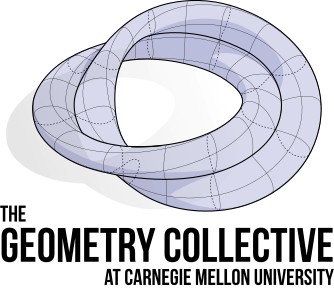 THE
GEOMETRY COLLECTIVE
AT CARNEGIE MELLON UNIVERSITY